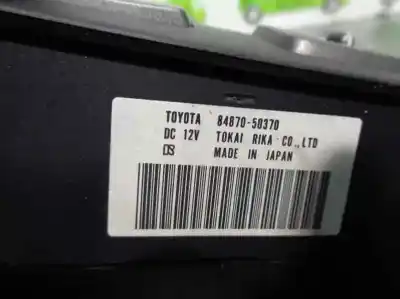 TOYOTA 84870-50370
DC 12V TOKAI RIKA CO.,LTD
DS MADE IN JAPAN